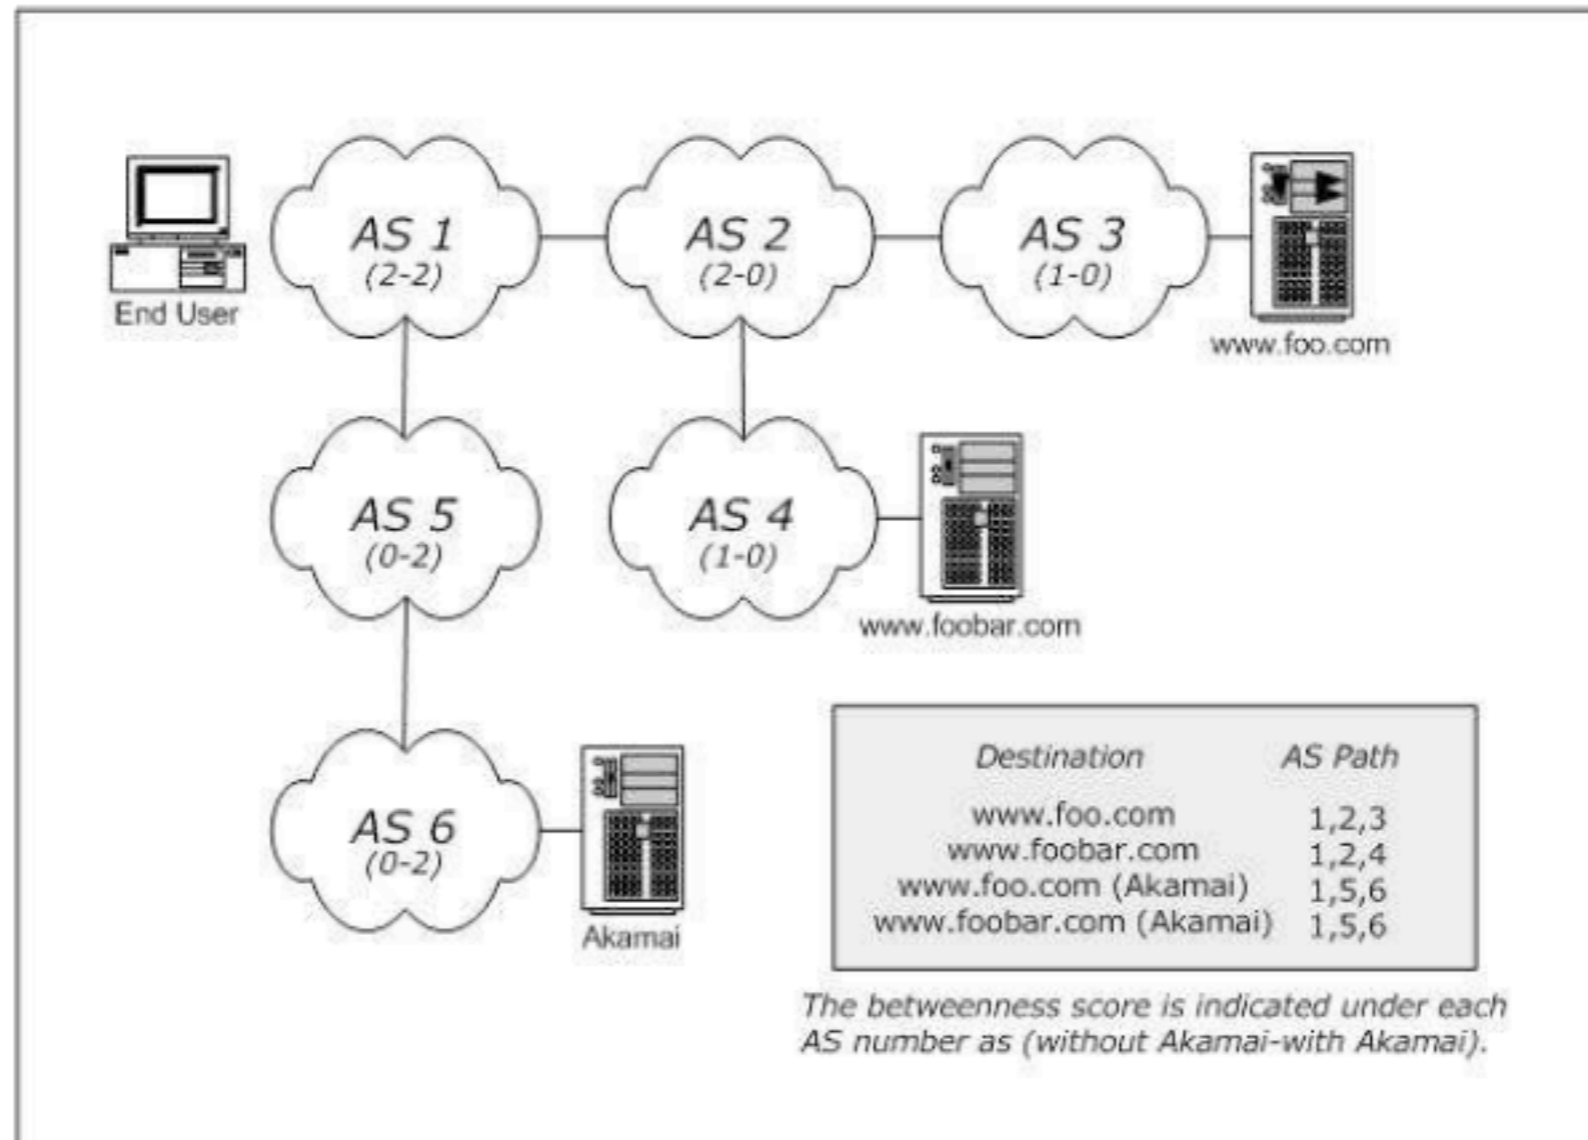 AS 1
(2-2)
AS 2
(2-0)
AS 3
(1-0)
End User
www.foo.com
AS 5
(0-2)
AS 4
(1-0)
www.foobar.com
AS 6
(0-2)
Akamai
Destination AS Path
www.foo.com 1,2,3
www.foobar.com 1,2,4
www.foo.com (Akamai) 1,5,6
www.foobar.com (Akamai) 1,5,6
The betweenness score is indicated under each
AS number as (without Akamai-with Akamai).